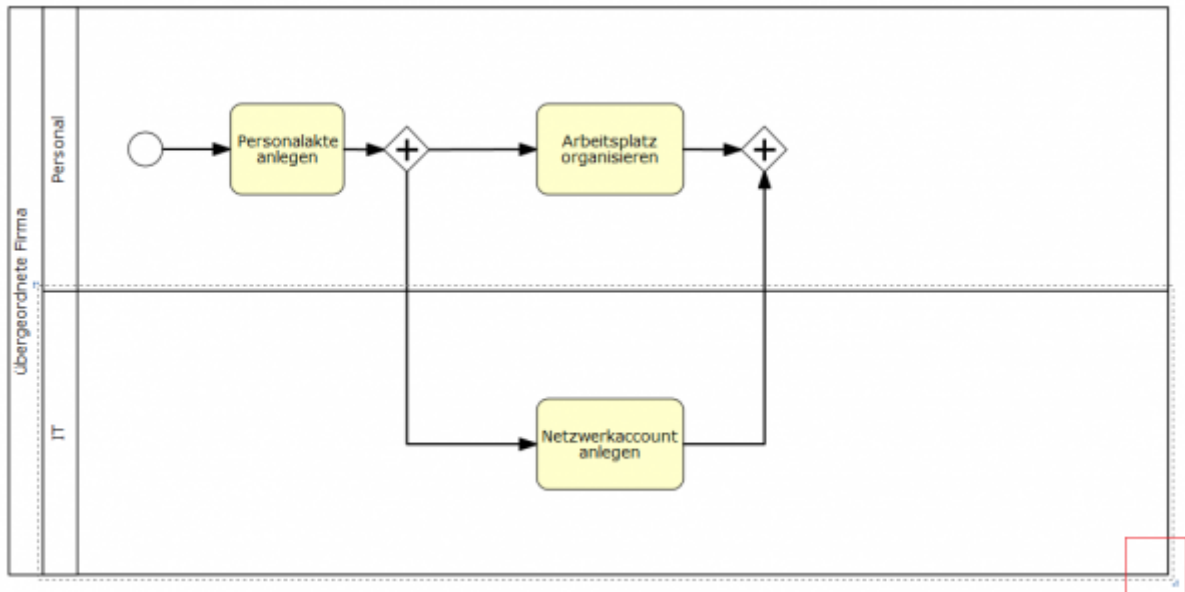 übergeordnete Firma
Personal
Personalakte
anlegen
Arbeitsplatz
organisieren
IT
Netzwerkaccount
anlegen